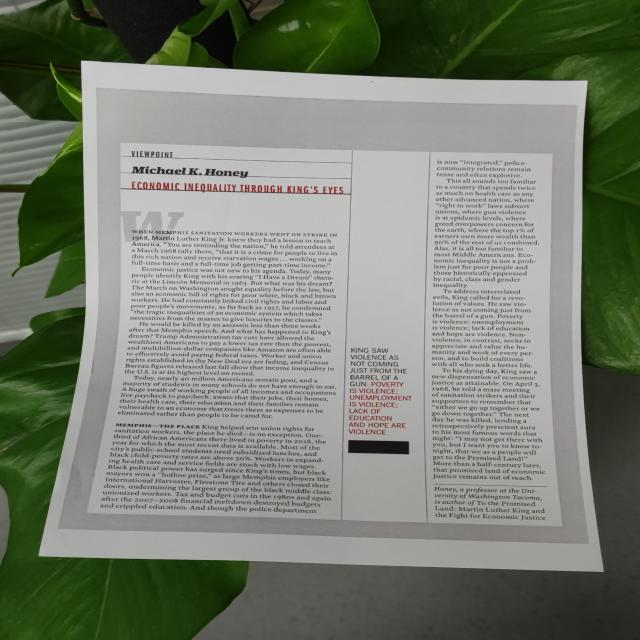 VIEWPOINT
Michael K. Honey
ECONOMIC INEQUALITY THROUGH KING'S EYES
W
WHEN MEMPHIS SANITATION WORKERS WENT ON STRIKE IN
1968, Martin Luther King Jr. knew they had a lesson to teach
America. "You are reminding the nation," he told attendees at
a March 1968 rally there, "that it is a crime for people to live in
this rich nation and receive starvation wages ... working on a
full-time basis and a full-time job getting part-time income."
Economic justice was not new to his agenda. Today, many
people identify King with his soaring "I Have a Dream" rheto-
ric at the Lincoln Memorial in 1963. But what was his dream?
The March on Washington sought equality before the law, but
also an economic bill of rights for poor white, black and brown
workers. He had constantly linked civil rights and labor and
poor people's movements; as far back as 1957, he condemned
"the tragic inequalities of an economic system which takes
necessities from the masses to give luxuries to the classes."
He would be killed by an assassin less than three weeks
after that Memphis speech. And what has happened to King's
dream? Trump Administration tax cuts have allowed the
wealthiest Americans to pay a lower tax rate than the poorest,
and multibillion-dollar companies like Amazon are often able
to effectively avoid paying federal taxes. Worker and union
rights established in the New Deal era are fading, and Census
Bureau figures released last fall show that income inequality in
the U.S. is at its highest level on record.
Today, nearly 40 million Americans remain poor, and a
majority of students in many schools do not have enough to eat.
A huge swath of working people of all incomes and occupations
live paycheck to paycheck, aware that their jobs, their homes,
their health care, their education and their families remain
vulnerable to an economy that treats them as expenses to be
eliminated rather than people to be cared for.
MEMPHIS—THE PLACE King helped win union rights for
sanitation workers, the place he died—is no exception. One-
third of African Americans there lived in poverty in 2018, the
year for which the most recent data is available. Most of the
city's public-school students need subsidized lunches, and
black child-poverty rates are above 50%. Workers in expand-
ing health care and service fields are stuck with low wages.
Black political power has surged since King's times, but black
mayors won a "hollow prize," as large Memphis employers like
International Harvester, Firestone Tire and others closed their
doors, undermining the largest group of the black middle class:
unionized workers. Tax and budget cuts in the 1980s and again
after the 2007–2008 financial meltdown destroyed budgets
and crippled education. And though the police department
KING SAW
VIOLENCE AS
NOT COMING
JUST FROM THE
BARREL OF A
GUN. POVERTY
IS VIOLENCE;
UNEMPLOYMENT
IS VIOLENCE;
LACK OF
EDUCATION
AND HOPE ARE
VIOLENCE
is now "integrated," police-
community relations remain
tense and often explosive.
This all sounds too familiar
to a country that spends twice
as much on health care as any
other advanced nation, where
"right to work" laws subvert
unions, where gun violence
is at epidemic levels, where
greed overpowers concern for
the earth, where the top 1% of
earners own more wealth than
90% of the rest of us combined.
Alas, it is all too familiar to
most Middle Americans. Eco-
nomic inequality is not a prob-
lem just for poor people and
those historically oppressed
by racial, class and gender
inequality.
To address interrelated
evils, King called for a revo-
lution of values. He saw vio-
lence as not coming just from
the barrel of a gun. Poverty
is violence; unemployment
is violence; lack of education
and hope are violence. Non-
violence, in contrast, seeks to
appreciate and value the hu-
manity and work of every per-
son, and to build coalitions
with all who seek a better life.
To his dying day, King saw a
new dispensation of economic
justice as attainable. On April 3,
1968, he told a mass meeting
of sanitation strikers and their
supporters to remember that
"either we go up together or we
go down together." The next
day he was killed, lending a
retrospectively prescient aura
to his most famous words that
night: "I may not get there with
you, but I want you to know to-
night, that we as a people will
get to the Promised Land!"
More than a half-century later,
that promised land of economic
justice remains out of reach.
Honey, a professor at the Uni-
versity of Washington Tacoma,
is author of To the Promised
Land: Martin Luther King and
the Fight for Economic Justice